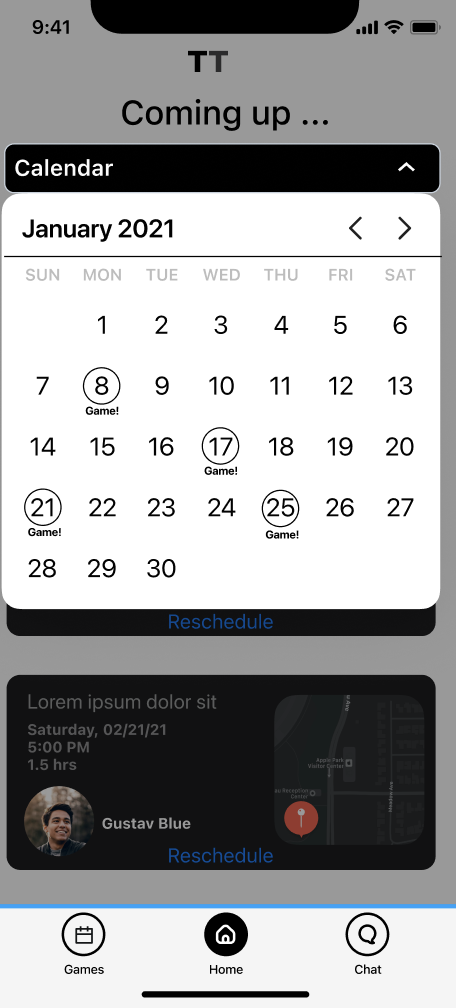 9:41
TT
Coming up ...
Calendar
January 2021
SUN MON TUE WED THU FRI SAT
1 2 3 4 5 6
7 8 9 10 11 12 13
Game!
14 15 16 17 18 19 20
Game!
21 22 23 24 25 26 27
Game! Game!
28 29 30
Reschedule
Lorem ipsum dolor sit
Saturday, 02/21/21
5:00 PM
1.5 hrs
Apple Park
Visitor Center
Reception
Center
Gustav Blue
Reschedule
Games Home Chat